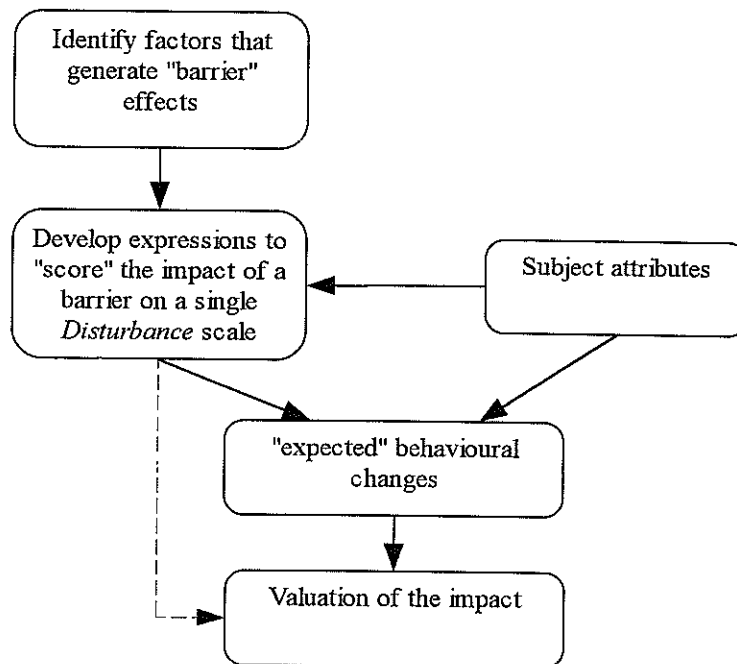 Identify factors that
generate "barrier"
effects
Develop expressions to
"score" the impact of a
barrier on a single
Disturbance scale
Subject attributes
"expected" behavioural
changes
Valuation of the impact